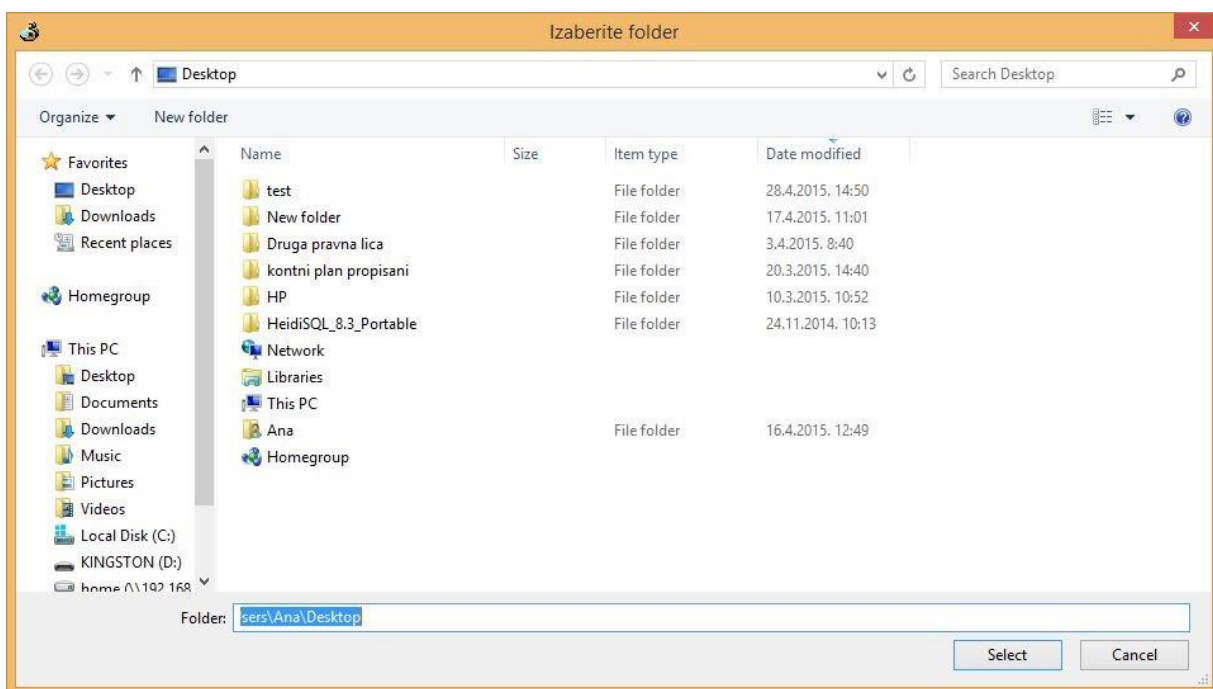 Izaberite folder
Desktop
Search Desktop
Organize
New folder
Name Size Item type Date modified
Favorites
Desktop
Downloads
Recent places
Homegroup
This PC
Desktop
Documents
Downloads
Music
Pictures
Videos
Local Disk (C:)
KINGSTON (D:)
home (\\192.168
test File folder 28.4.2015. 14:50
New folder File folder 17.4.2015. 11:01
Druga pravna lica File folder 3.4.2015. 8:40
kontni plan propisani File folder 20.3.2015. 14:40
HP File folder 10.3.2015. 10:52
HeidiSQL_8.3_Portable File folder 24.11.2014. 10:13
Network
Libraries
This PC
Ana File folder 16.4.2015. 12:49
Homegroup
Folder: sers\Ana\Desktop
Select Cancel